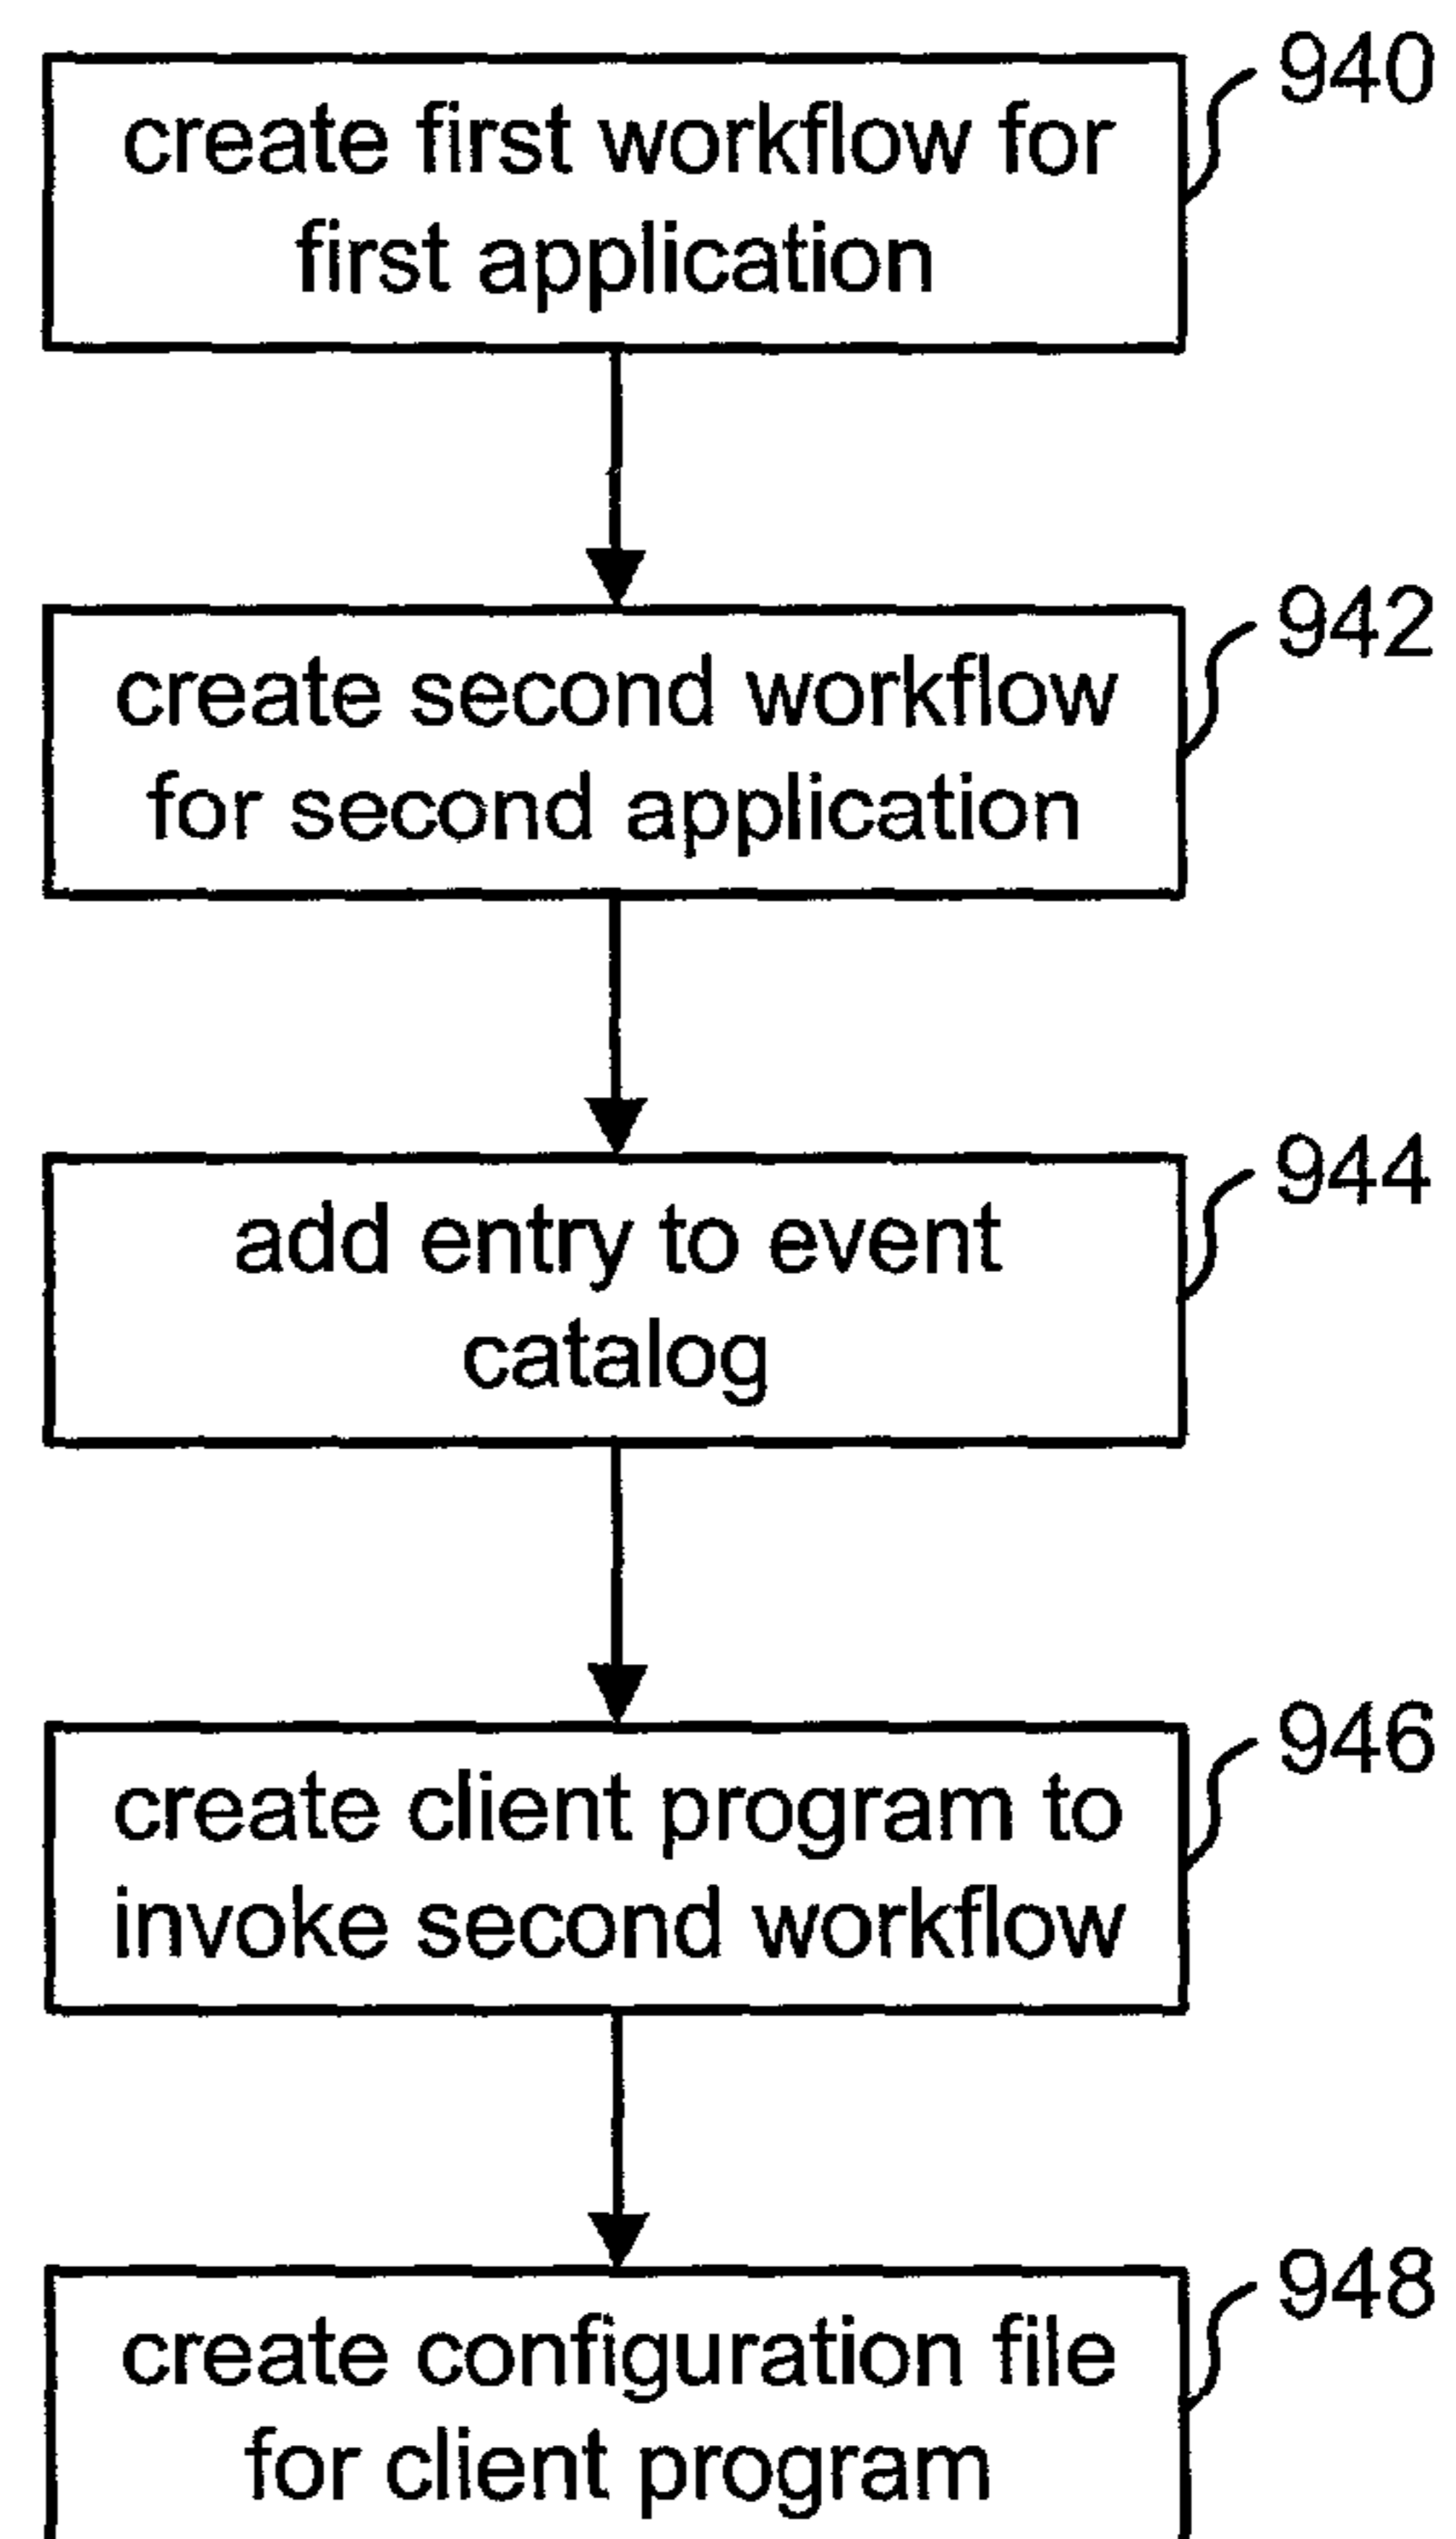 940
create first workflow for
first application
942
create second workflow
for second application
944
add entry to event
catalog
946
create client program to
invoke second workflow
948
create configuration file
for client program